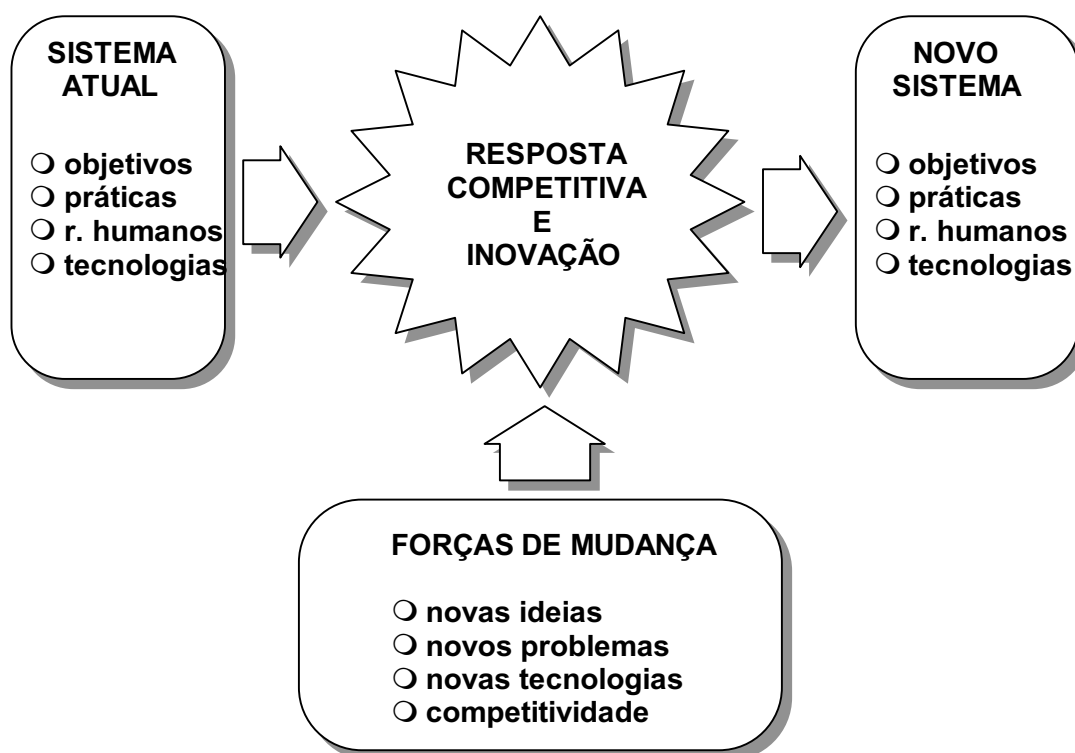 SISTEMA
ATUAL
❍ objetivos
❍ práticas
❍ r. humanos
❍ tecnologias
RESPOSTA
COMPETITIVA
E
INOVAÇÃO
NOVO
SISTEMA
❍ objetivos
❍ práticas
❍ r. humanos
❍ tecnologias
FORÇAS DE MUDANÇA
❍ novas ideias
❍ novos problemas
❍ novas tecnologias
❍ competitividade